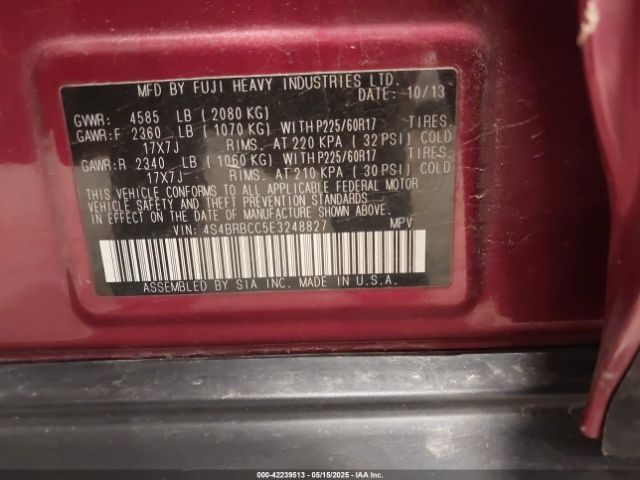 MFD BY FUJI HEAVY INDUSTRIES LTD.
DATE: 10/13
GVWR: 4585 LB ( 2080 KG)
GAWR: F 2360 LB ( 1070 KG) WITH P225/60R17 TIRES,
17X7J RIMS, AT 220 KPA ( 32 PSI) COLD
GAWR: R 2340 LB ( 1060 KG) WITH P225/60R17 TIRES,
17X7J RIMS, AT 210 KPA ( 30 PSI) COLD
THIS VEHICLE CONFORMS TO ALL APPLICABLE FEDERAL MOTOR
VEHICLE SAFETY AND THEFT PREVENTION STANDARDS
IN EFFECT ON THE DATE OF MANUFACTURE SHOWN ABOVE.
VIN: 4S4BRBCC5E3248827 MPV
ASSEMBLED BY SIA INC. MADE IN U.S.A.
000-42239513 - 05/15/2025 - IAAI.COM